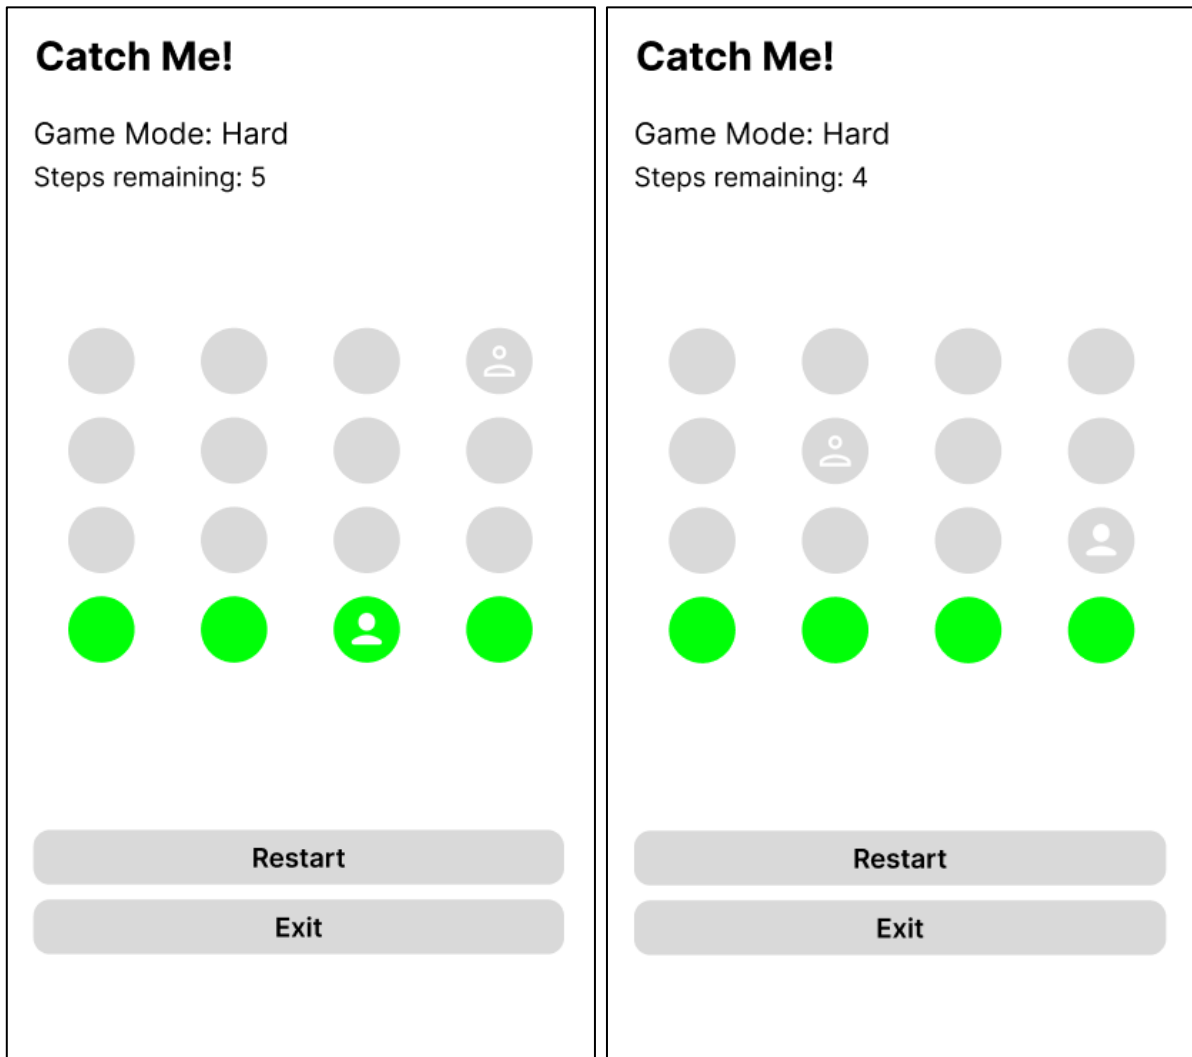 Catch Me!
Game Mode: Hard
Steps remaining: 5
Restart
Exit
Catch Me!
Game Mode: Hard
Steps remaining: 4
Restart
Exit